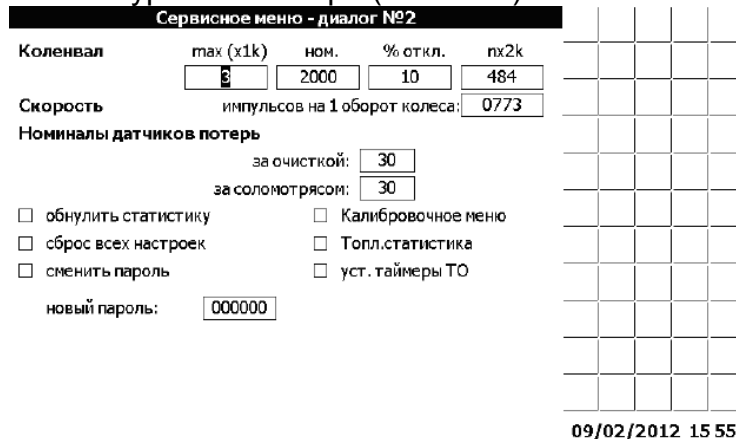 Сервисное меню - диалог №2
Коленвал max (x1k) ном. % откл. nx2k
3 2000 10 484
Скорость импульсов на 1 оборот колеса: 0773
Номиналы датчиков потерь
за очисткой: 30
за соломотрясом: 30
обнулить статистику Калибровочное меню
сброс всех настроек Топл.статистика
сменить пароль уст. таймеры ТО
новый пароль: 000000
09/02/2012 15 55